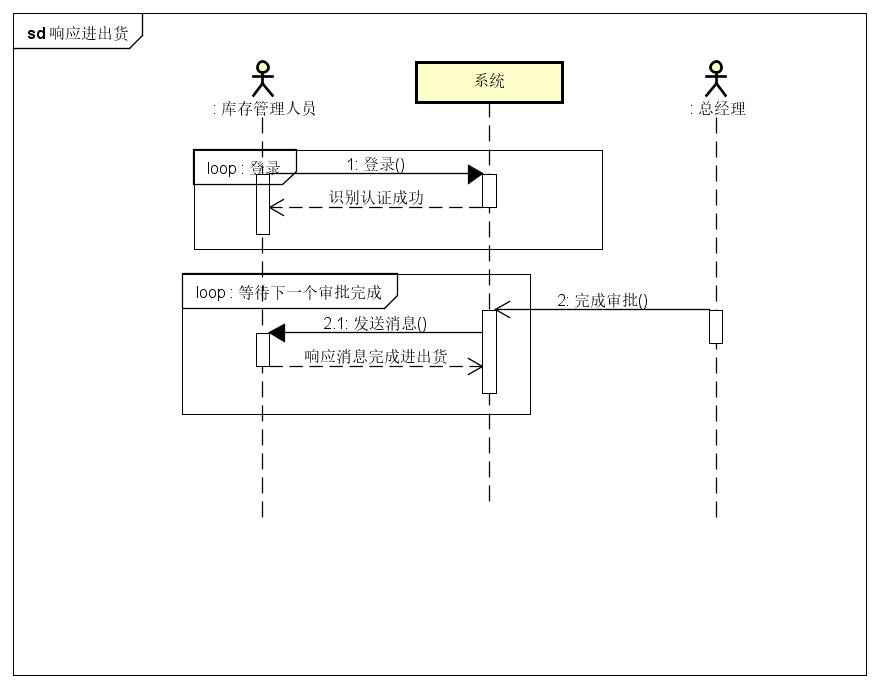 sd 响应进出货
: 库存管理人员
系统
: 总经理
loop : 登录
1: 登录()
识别认证成功
loop : 等待下一个审批完成
2: 完成审批()
2.1: 发送消息()
响应消息完成进出货